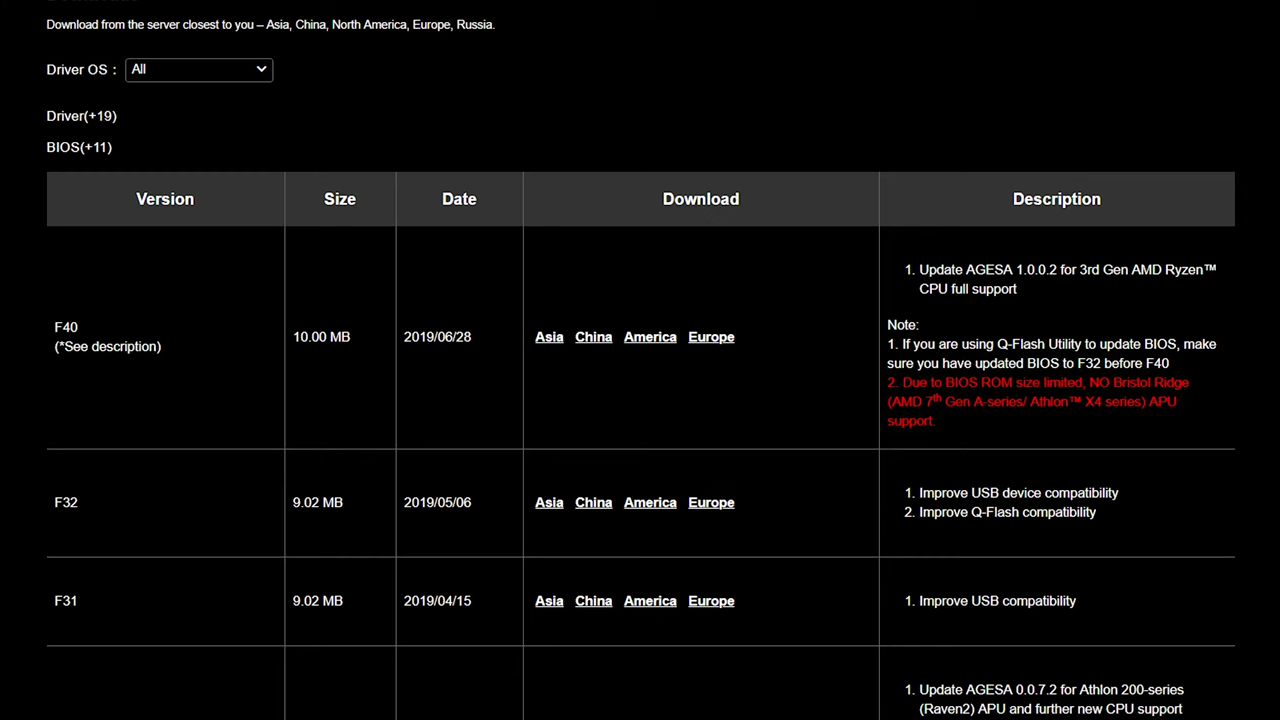 Download from the server closest to you – Asia, China, North America, Europe, Russia.
Driver OS : All
Driver(+19)
BIOS(+11)
Version Size Date Download Description
F40
(*See description)
10.00 MB
2019/06/28
Asia China America Europe
1. Update AGESA 1.0.0.2 for 3rd Gen AMD Ryzen™
CPU full support
Note:
1. If you are using Q-Flash Utility to update BIOS, make
sure you have updated BIOS to F32 before F40
2. Due to BIOS ROM size limited, NO Bristol Ridge
(AMD 7th Gen A-series/ Athlon™ X4 series) APU
support.
F32
9.02 MB
2019/05/06
Asia China America Europe
1. Improve USB device compatibility
2. Improve Q-Flash compatibility
F31
9.02 MB
2019/04/15
Asia China America Europe
1. Improve USB compatibility
1. Update AGESA 0.0.7.2 for Athlon 200-series
(Raven2) APU and further new CPU support